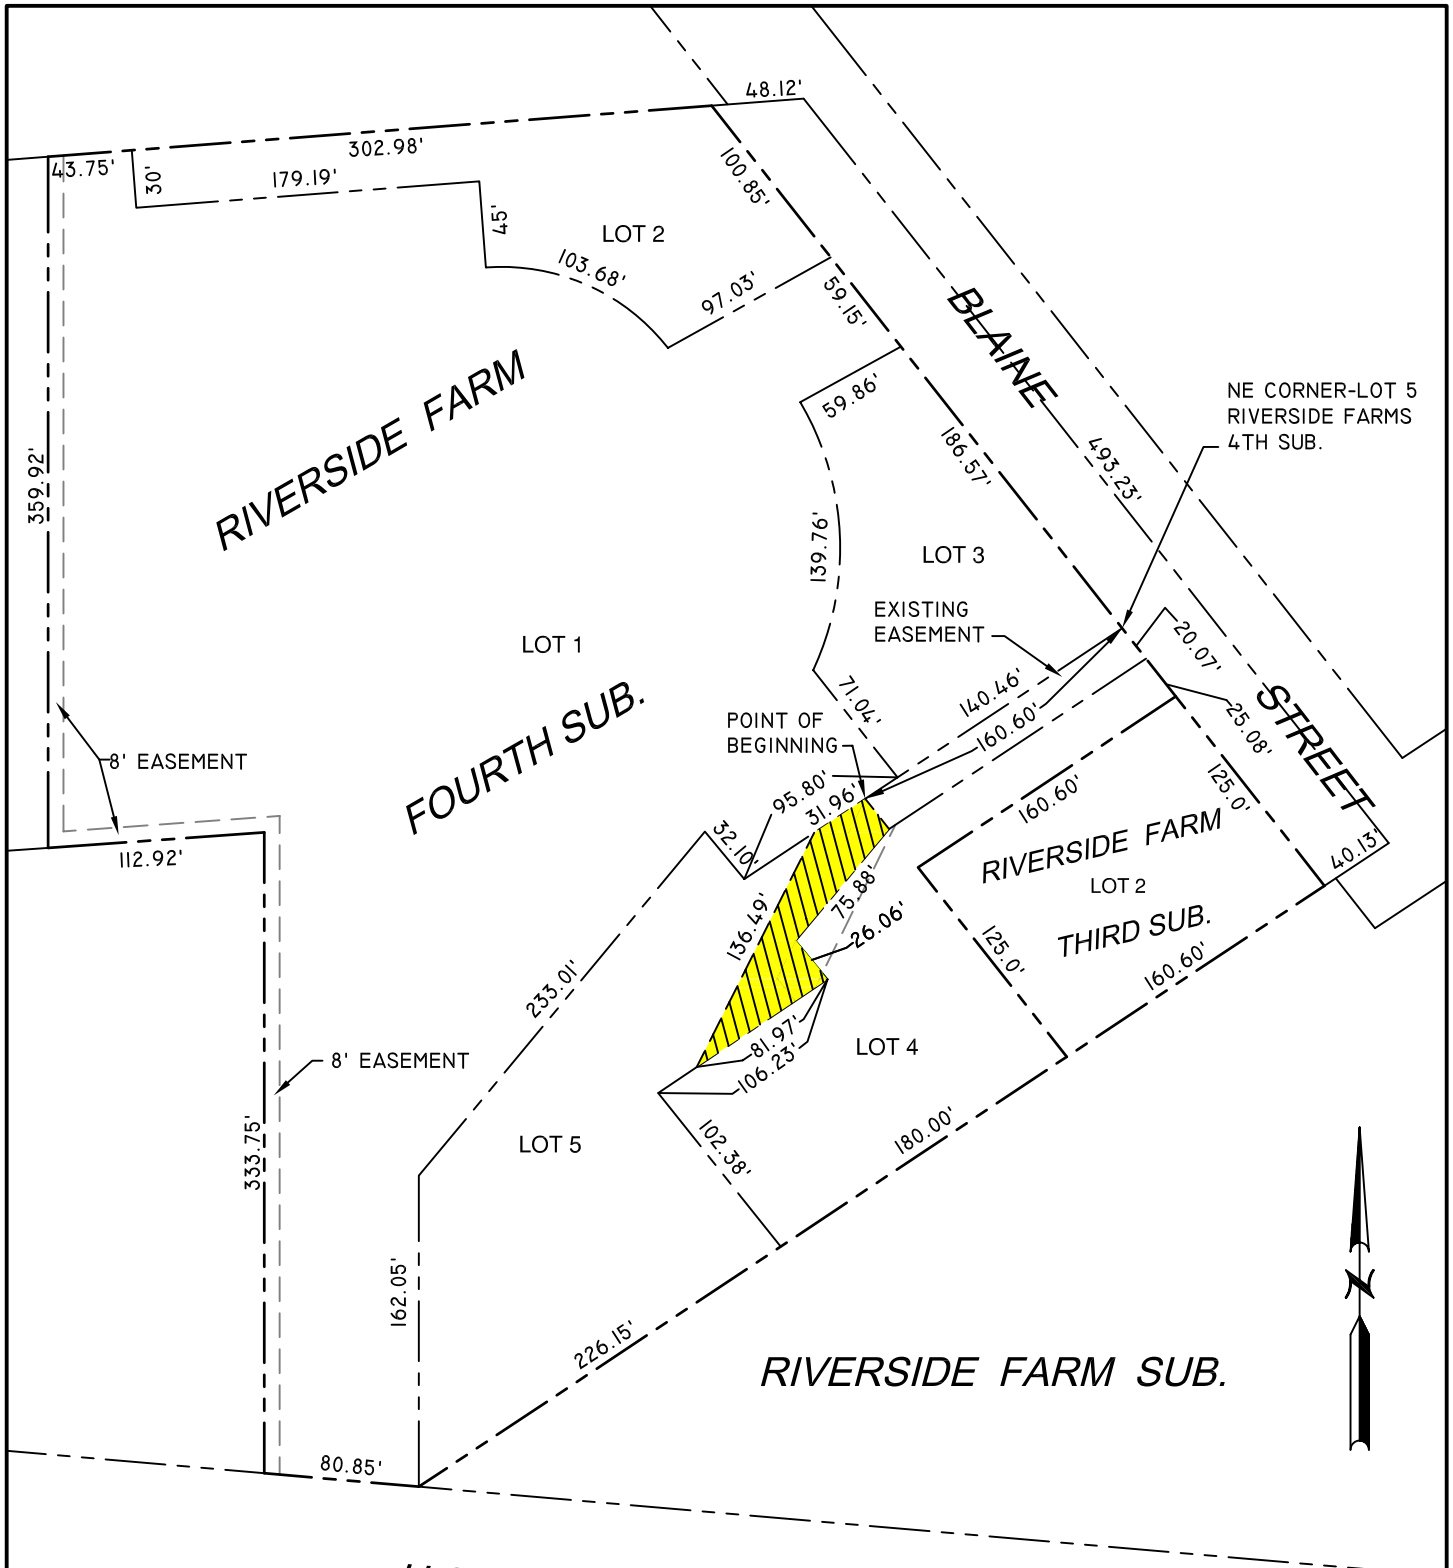 48.12'
302.98'
43.75'
30'
179.19'
100.85'
45'
LOT 2
103.68'
97.03'
59.15'
BLAINE
RIVERSIDE FARM
59.86'
NE CORNER-LOT 5
RIVERSIDE FARMS
4TH SUB.
186.57'
493.23'
359.92'
139.76'
LOT 3
EXISTING
EASEMENT
LOT 1
20.07'
71.04'
140.46'
STREET
FOURTH SUB.
POINT OF
BEGINNING
160.60'
25.08'
8' EASEMENT
95.80'
31.96'
160.60'
125.0'
112.92'
32.10'
RIVERSIDE FARM
40.13'
LOT 2
75.88'
136.49'
26.06'
THIRD SUB.
125.0'
160.60'
233.01'
81.97'
LOT 4
106.23'
8' EASEMENT
333.75'
LOT 5
102.38'
180.00'
162.05'
N
226.15'
RIVERSIDE FARM SUB.
80.85'